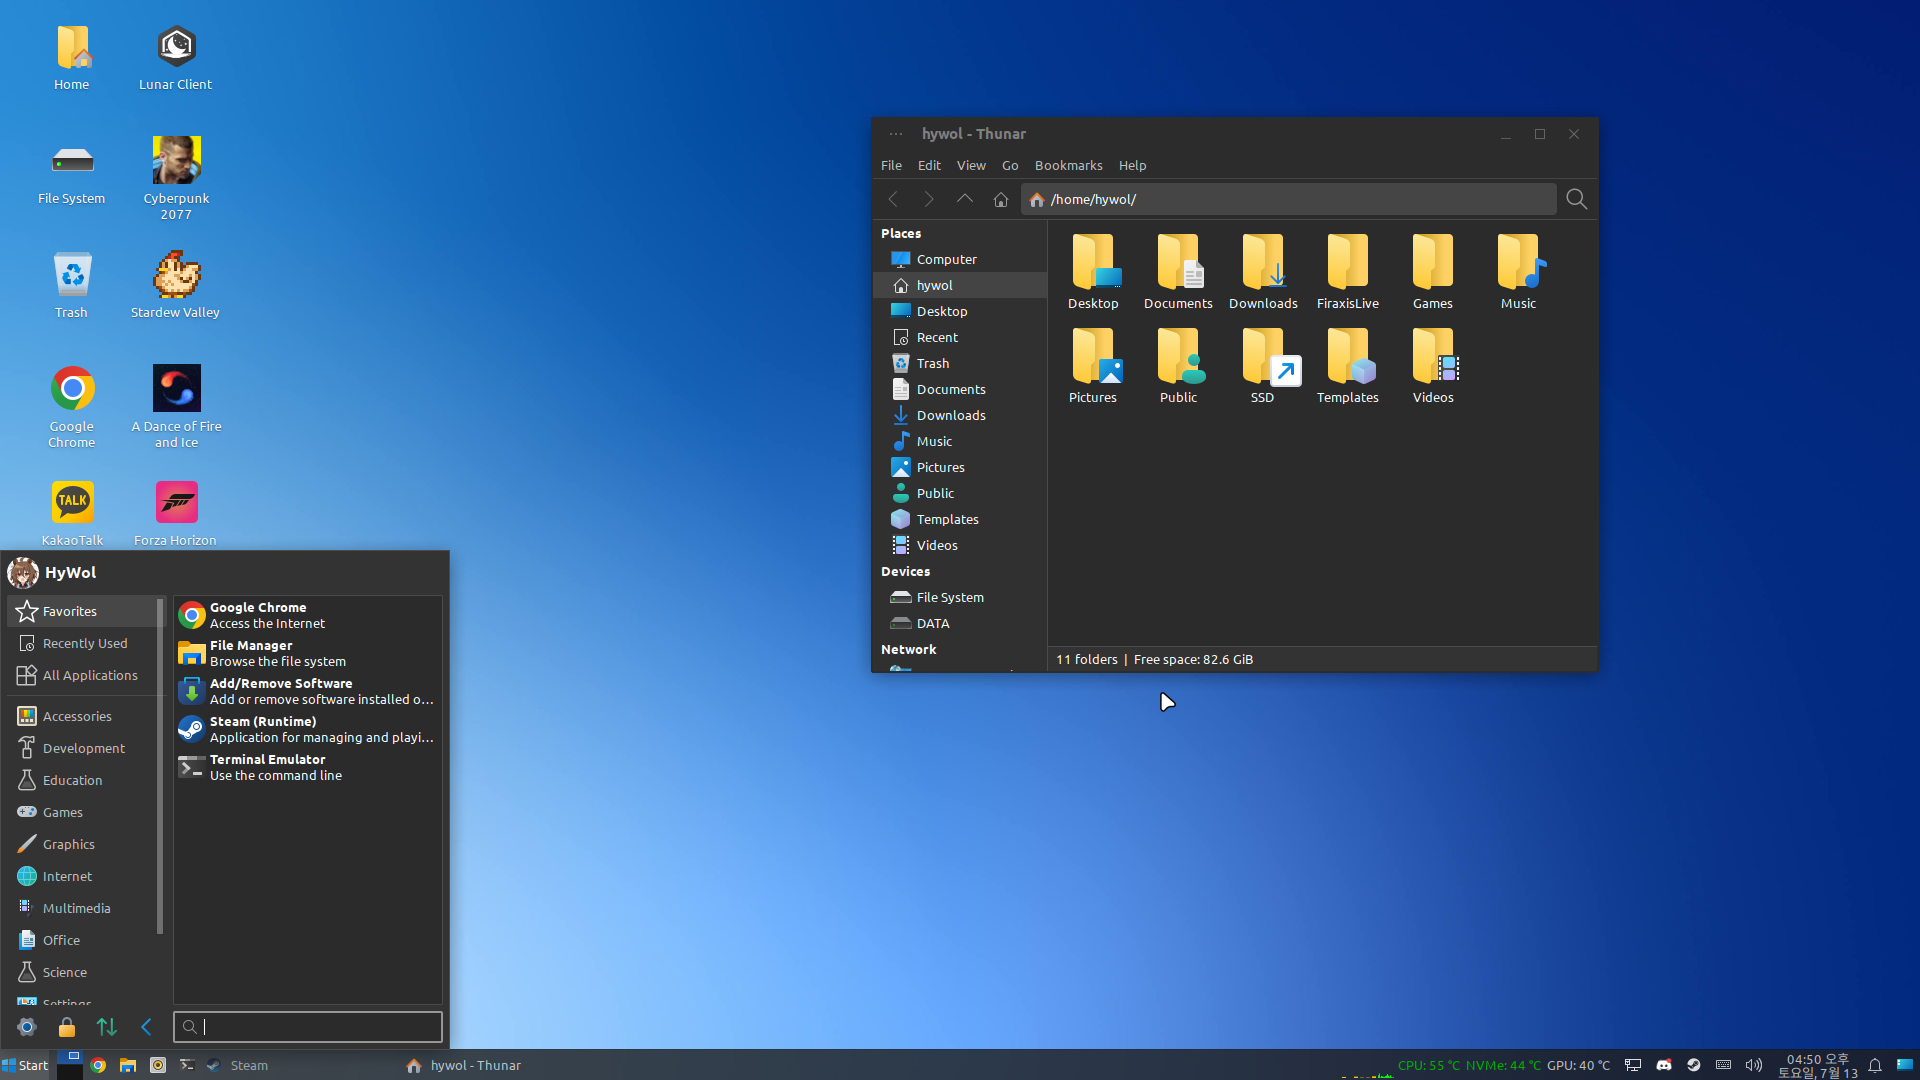 Home
Lunar Client
File System
Cyberpunk
2077
Trash
Stardew Valley
Google
Chrome
A Dance of Fire
and Ice
TALK
KakaoTalk
Forza Horizon
hywol - Thunar
File Edit View Go Bookmarks Help
/home/hywol/
Places
Computer
hywol
Desktop
Recent
Trash
Documents
Downloads
Music
Pictures
Public
Templates
Videos
Devices
File System
DATA
Network
Desktop Documents Downloads FiraxisLive Games Music
Pictures Public SSD Templates Videos
11 folders | Free space: 82.6 GiB
HyWol
Favorites
Recently Used
All Applications
Accessories
Development
Education
Games
Graphics
Internet
Multimedia
Office
Science
Settings
Google Chrome
Access the Internet
File Manager
Browse the file system
Add/Remove Software
Add or remove software installed o...
Steam (Runtime)
Application for managing and playi...
Terminal Emulator
Use the command line
Start
Steam
hywol - Thunar
CPU: 55 ℃ NVMe: 44 ℃ GPU: 40 ℃
04:50 오후
토요일, 7월 13